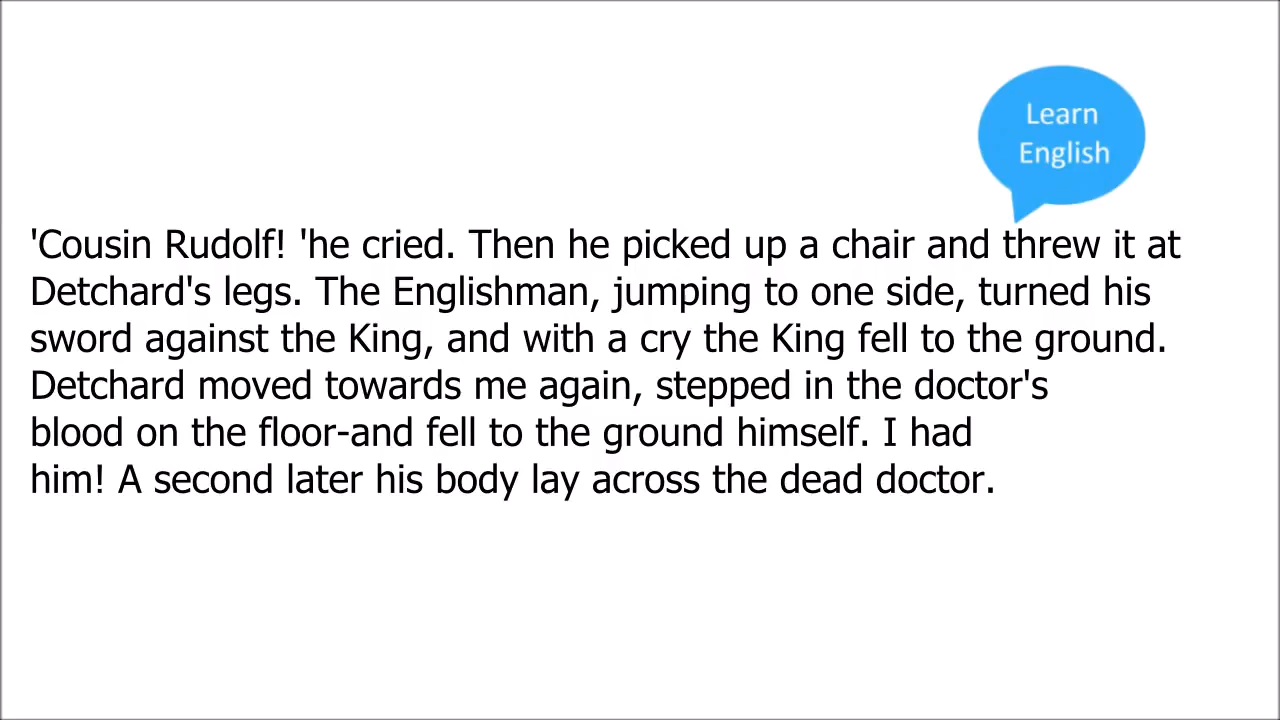 Learn
English
'Cousin Rudolf! 'he cried. Then he picked up a chair and threw it at
Detchard's legs. The Englishman, jumping to one side, turned his
sword against the King, and with a cry the King fell to the ground.
Detchard moved towards me again, stepped in the doctor's
blood on the floor-and fell to the ground himself. I had
him! A second later his body lay across the dead doctor.